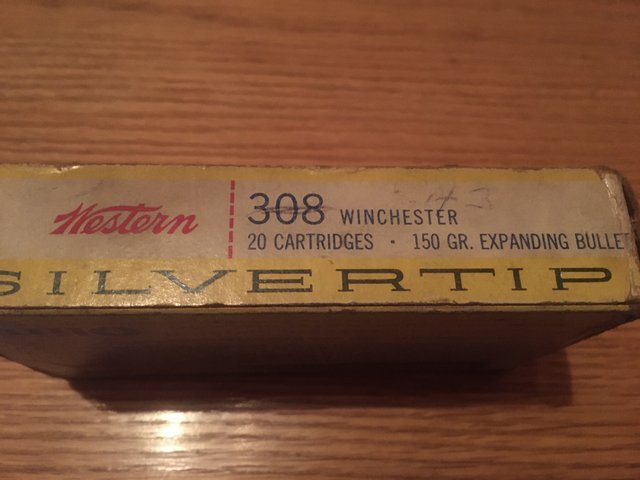 Western
308 WINCHESTER
20 CARTRIDGES · 150 GR. EXPANDING BULLET
SILVERTIP